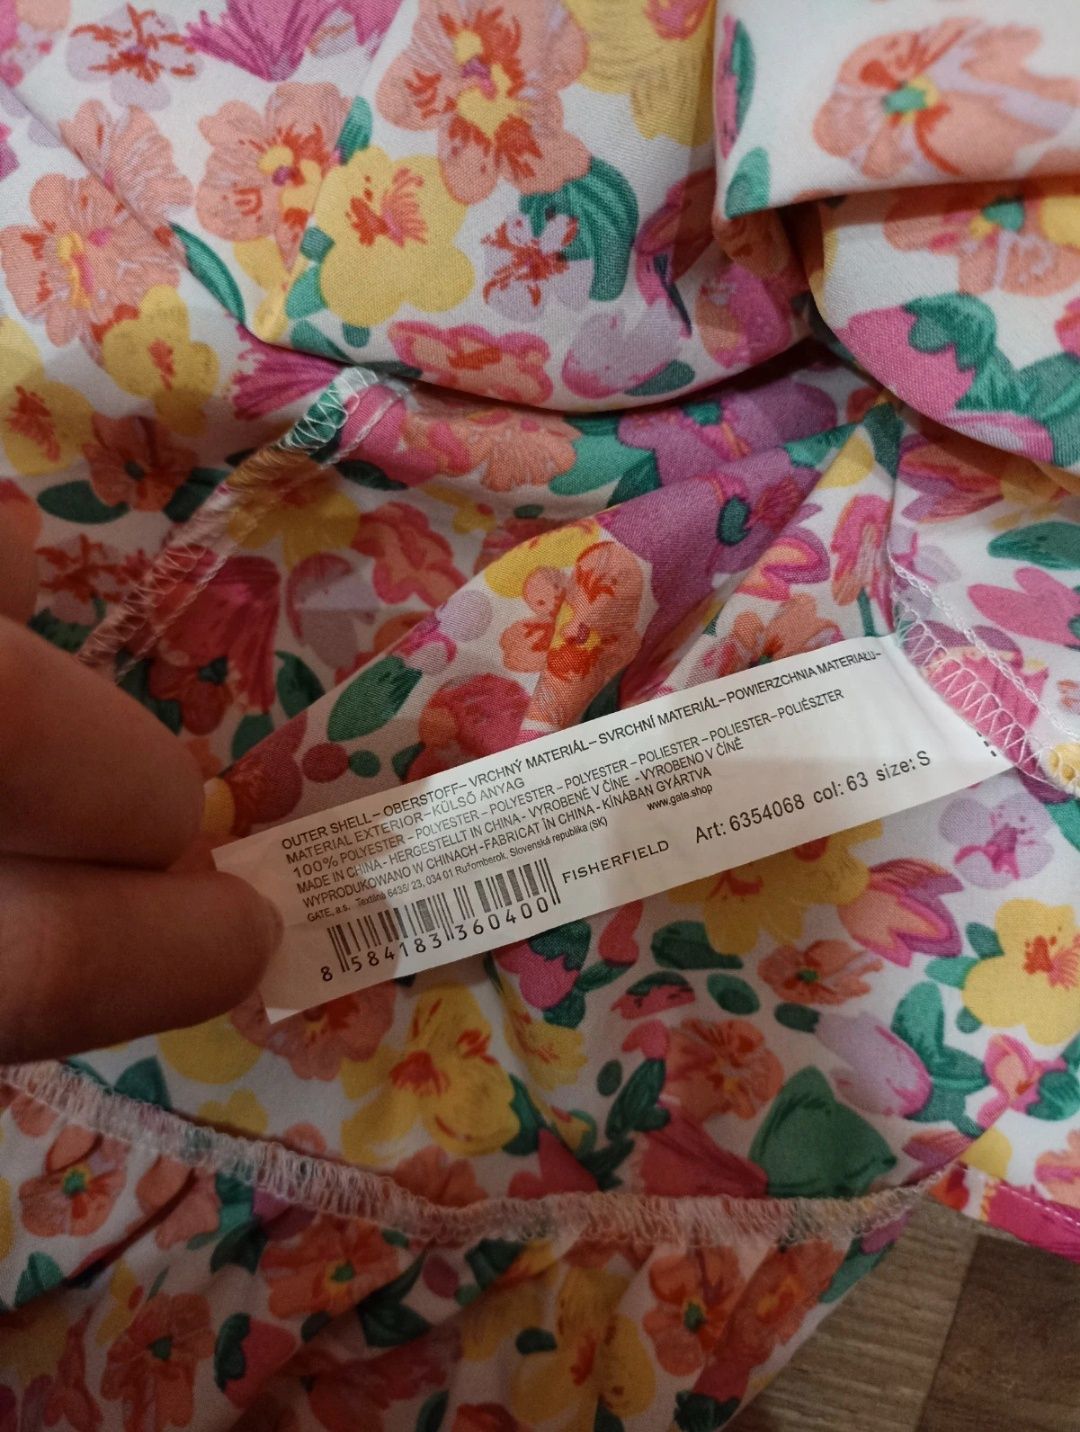 OUTER SHELL–OBERSTOFF–VRCHNÝ MATERIÁL–SVRCHNÍ MATERIÁL–POWIERZCHNIA MATERIAŁU–
MATERIAL EXTERIOR–KÜLSŐ ANYAG
100% POLYESTER - POLYESTER - POLYESTER – POLYESTER – POLIESTER – POLIESTER– POLIÉSZTER
MADE IN CHINA- HERGESTELLT IN CHINA - VYROBENÉ V ČÍNE - VYROBENO V ČÍNĚ
WYPRODUKOWANO W CHINACH -FABRICAT ÎN CHINA - KÍNÁBAN GYÁRTVA
GATE, a.s. Textilná 6435/ 23, 034 01 Ružomberok, Slovenská republika (SK)
www.gate.shop
8 584183 360400
FISHERFIELD
Art: 6354068 col: 63 size: S